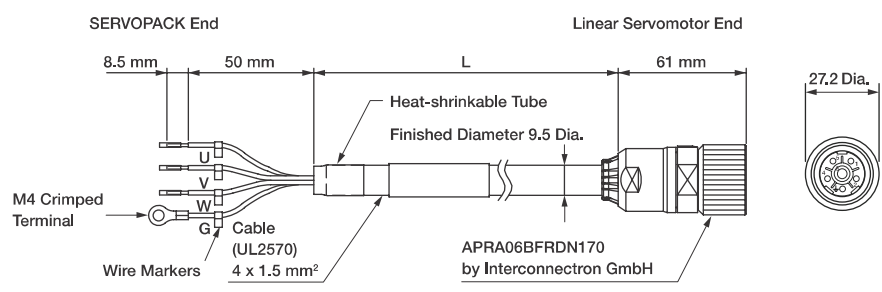 SERVOPACK End
Linear Servomotor End
8.5 mm
50 mm
L
61 mm
27.2 Dia.
Heat-shrinkable Tube
Finished Diameter 9.5 Dia.
U
V
W
G
M4 Crimped
Terminal
Wire Markers
Cable
(UL2570)
4 x 1.5 mm²
APRA06BFRDN170
by Interconnectron GmbH